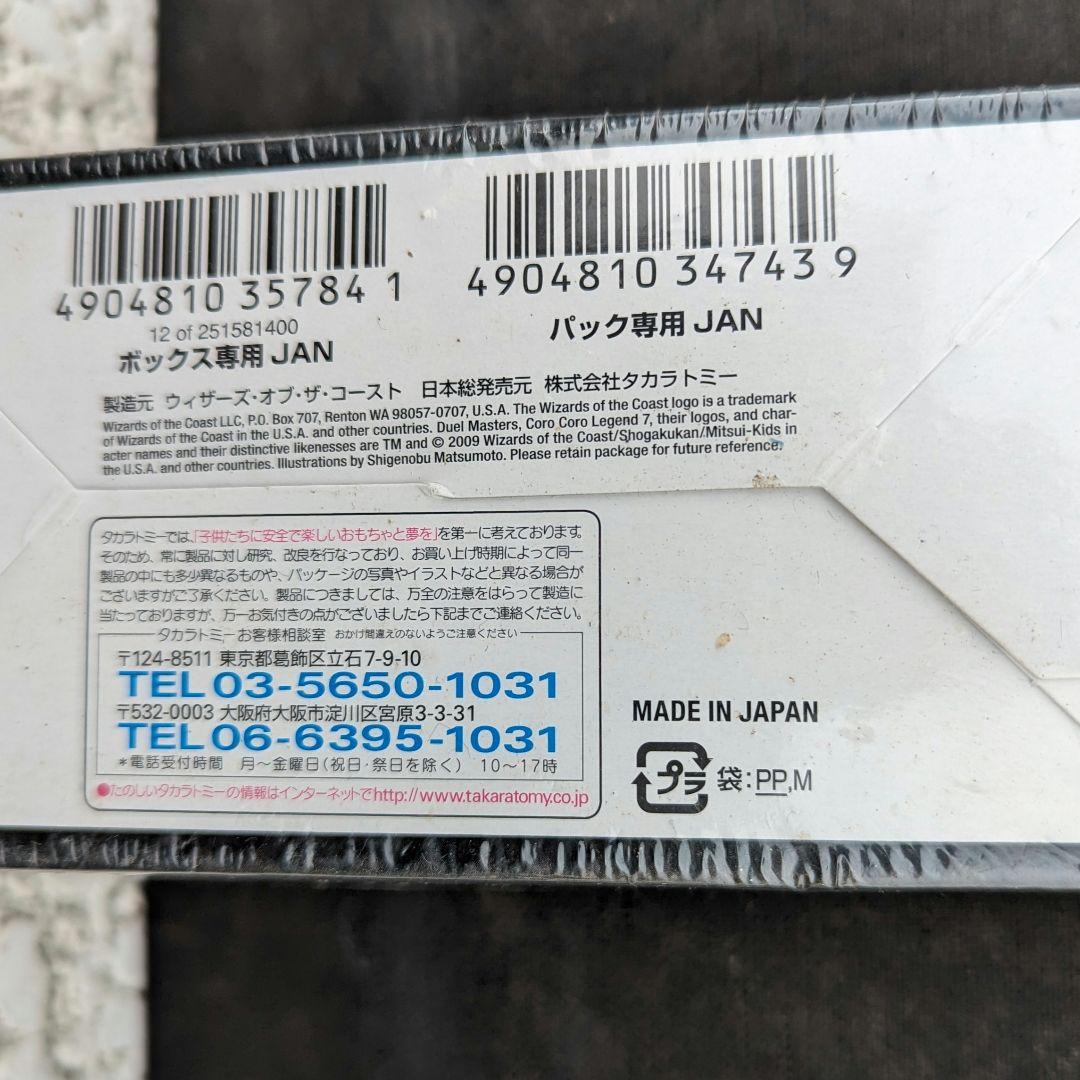 4904810 357841
12 of 251581400
ボックス専用 JAN
4904810 347439
パック専用 JAN
製造元 ウィザーズ・オブ・ザ・コースト 日本総発売元 株式会社タカラトミー
Wizards of the Coast LLC, P.O. Box 707, Renton WA 98057-0707, U.S.A. The Wizards of the Coast logo is a trademark
of Wizards of the Coast in the U.S.A. and other countries. Duel Masters, Coro Coro Legend 7, their logos, and char-
acter names and their distinctive likenesses are TM and © 2009 Wizards of the Coast/Shogakukan/Mitsui-Kids in
the U.S.A. and other countries. Illustrations by Shigenobu Matsumoto. Please retain package for future reference.
タカラトミーでは、「子供たちに安全で楽しいおもちゃと夢を」を第一に考えております。
そのため、常に製品に対し研究、改良を行なっており、お買い上げ時期によって同一
製品の中にも多少異なるものや、パッケージの写真やイラストなどと異なる場合が
ございますがご了承ください。製品につきましては、万全の注意をはらって製造に
当たっておりますが、万一お気付きの点がございましたら下記までご連絡ください。
タカラトミーお客様相談室 おかけ間違えのないようご注意ください
〒124-8511 東京都葛飾区立石7-9-10
TEL 03-5650-1031
〒532-0003 大阪府大阪市淀川区宮原3-3-31
TEL 06-6395-1031
*電話受付時間 月〜金曜日(祝日・祭日を除く) 10〜17時
●たのしいタカラトミーの情報はインターネットでhttp://www.takaratomy.co.jp
MADE IN JAPAN
プラ 袋:PP,M